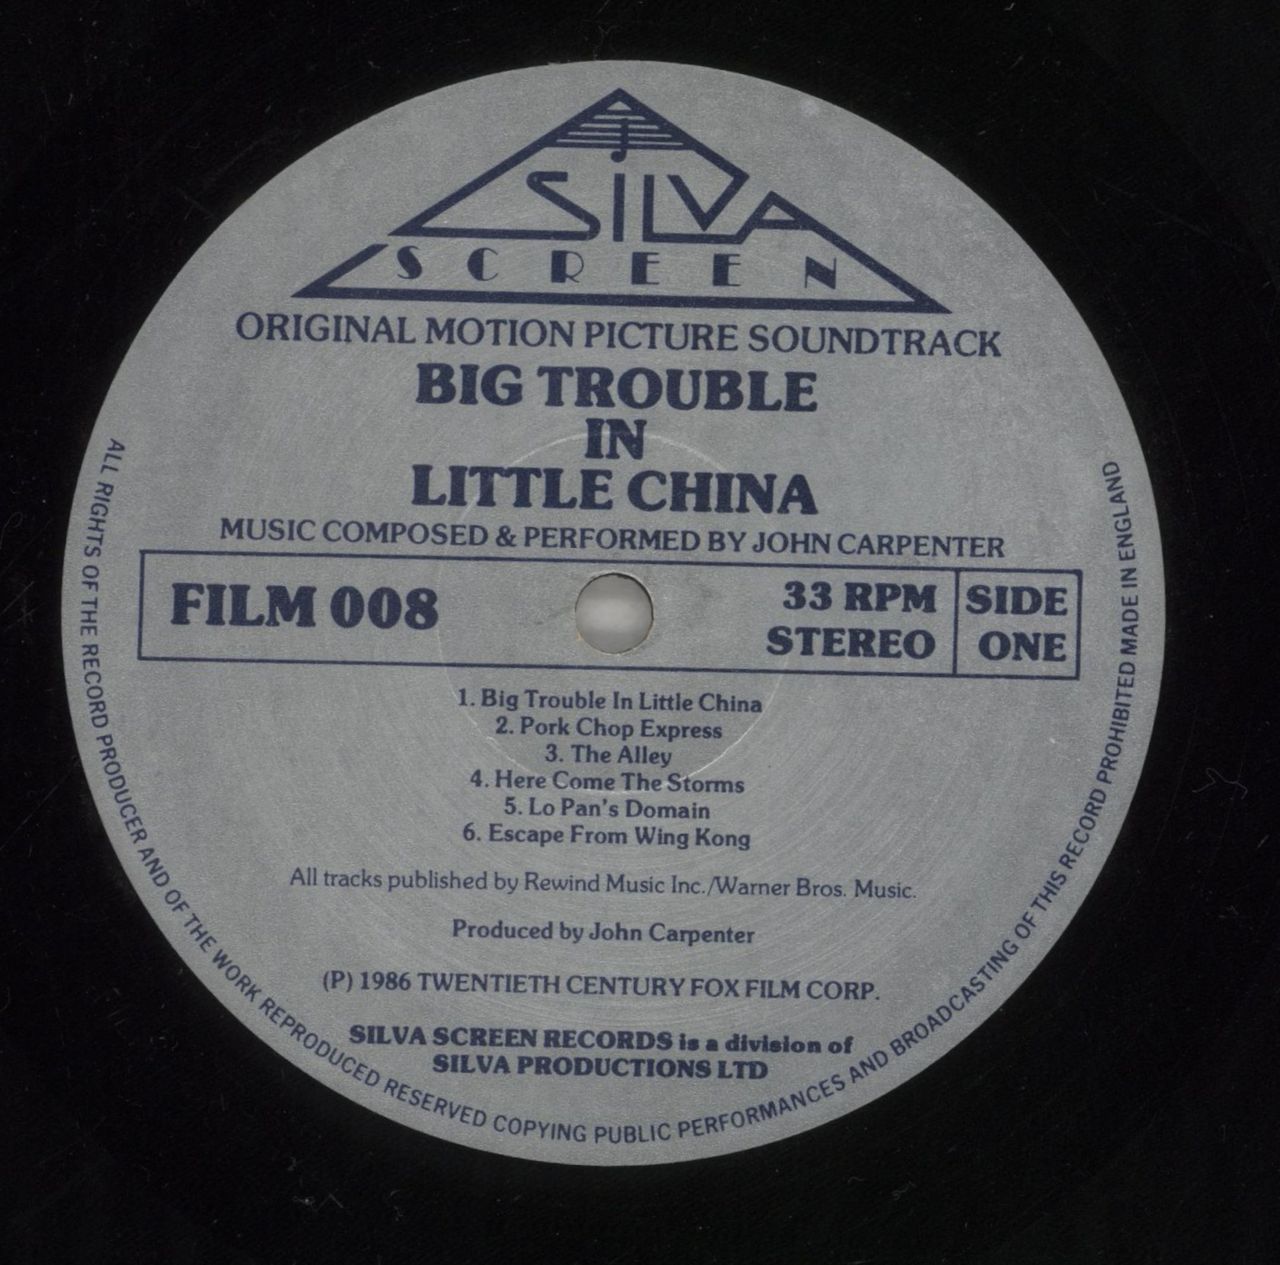 SILVA
SCREEN
ORIGINAL MOTION PICTURE SOUNDTRACK
BIG TROUBLE
IN
LITTLE CHINA
MUSIC COMPOSED & PERFORMED BY JOHN CARPENTER
FILM 008
33 RPM
STEREO
SIDE
ONE
1. Big Trouble In Little China
2. Pork Chop Express
3. The Alley
4. Here Come The Storms
5. Lo Pan's Domain
6. Escape From Wing Kong
All tracks published by Rewind Music Inc./Warner Bros. Music.
Produced by John Carpenter
(P) 1986 TWENTIETH CENTURY FOX FILM CORP.
SILVA SCREEN RECORDS is a division of
SILVA PRODUCTIONS LTD
ALL RIGHTS OF THE RECORD PRODUCER AND OF THE WORK REPRODUCED RESERVED COPYING PUBLIC PERFORMANCES AND BROADCASTING OF THIS RECORD PROHIBITED MADE IN ENGLAND